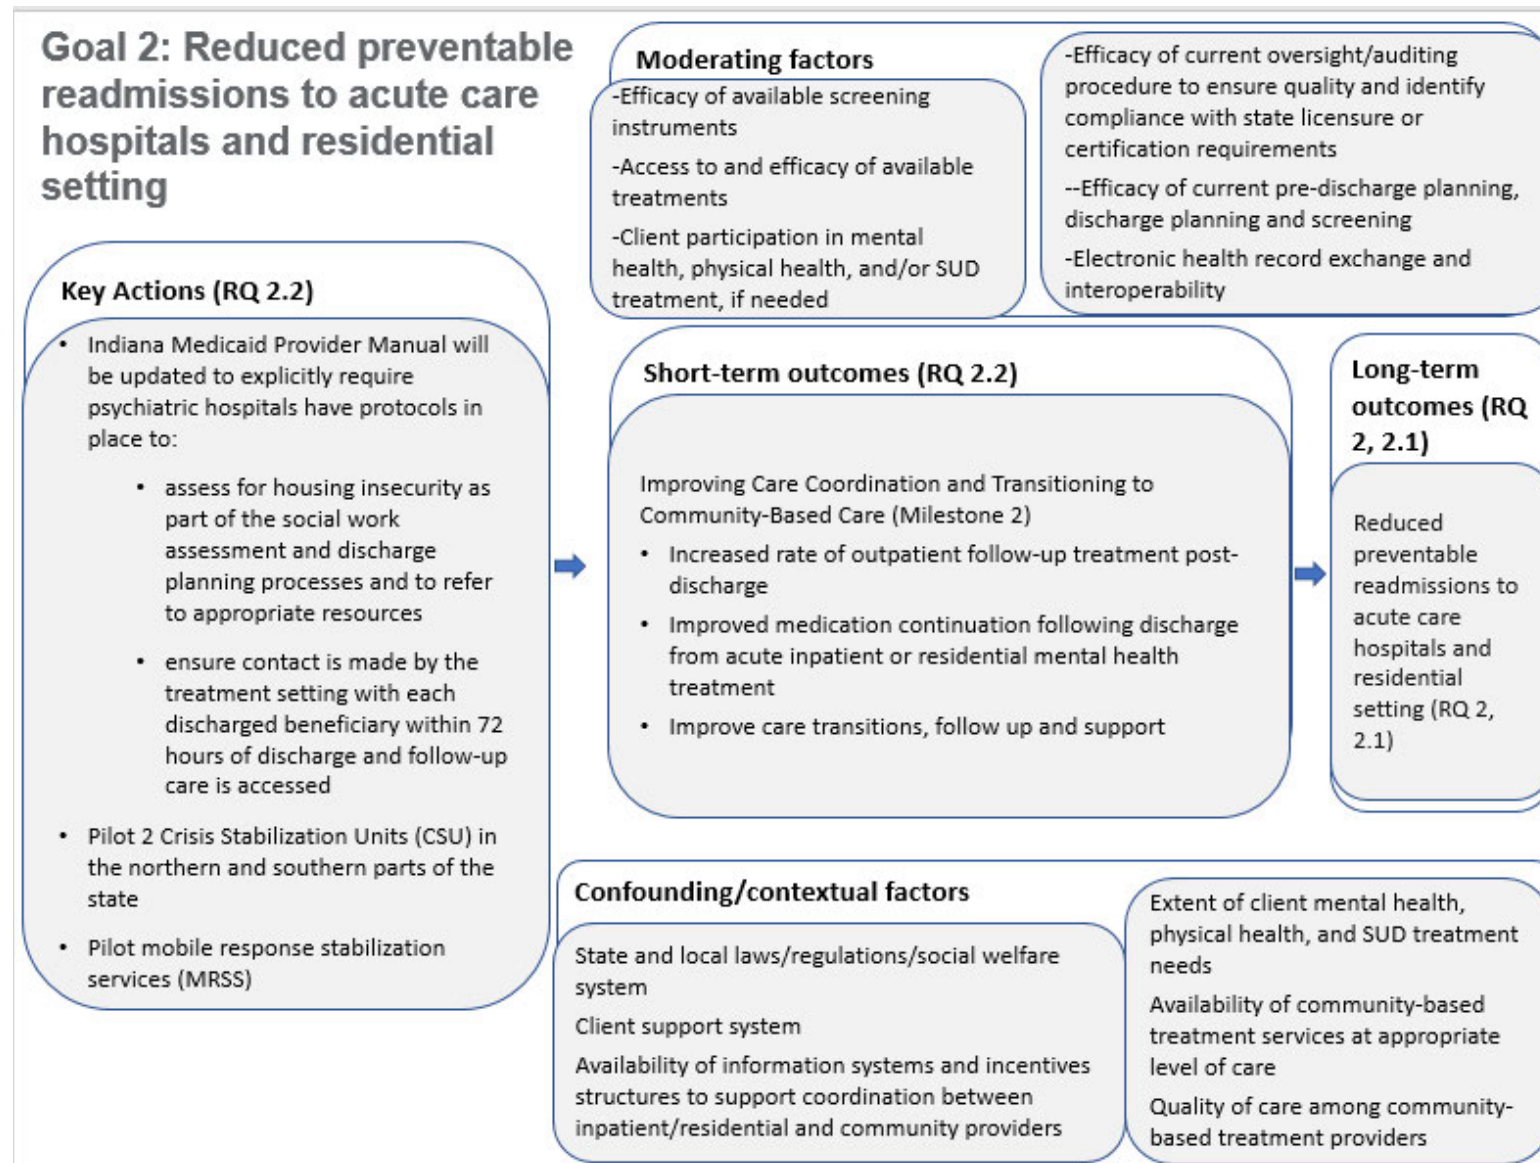 Goal 2: Reduced preventable
readmissions to acute care
hospitals and residential
setting
Moderating factors
-Efficacy of available screening
instruments
-Access to and efficacy of available
treatments
-Client participation in mental
health, physical health, and/or SUD
treatment, if needed
-Efficacy of current oversight/auditing
procedure to ensure quality and identify
compliance with state licensure or
certification requirements
--Efficacy of current pre-discharge planning,
discharge planning and screening
-Electronic health record exchange and
interoperability
Key Actions (RQ 2.2)
• Indiana Medicaid Provider Manual will
be updated to explicitly require
psychiatric hospitals have protocols in
place to:
• assess for housing insecurity as
part of the social work
assessment and discharge
planning processes and to refer
to appropriate resources
• ensure contact is made by the
treatment setting with each
discharged beneficiary within 72
hours of discharge and follow-up
care is accessed
• Pilot 2 Crisis Stabilization Units (CSU) in
the northern and southern parts of the
state
• Pilot mobile response stabilization
services (MRSS)
Short-term outcomes (RQ 2.2)
Improving Care Coordination and Transitioning to
Community-Based Care (Milestone 2)
• Increased rate of outpatient follow-up treatment post-
discharge
• Improved medication continuation following discharge
from acute inpatient or residential mental health
treatment
• Improve care transitions, follow up and support
Long-term
outcomes (RQ
2, 2.1)
Reduced
preventable
readmissions to
acute care
hospitals and
residential
setting (RQ 2,
2.1)
Confounding/contextual factors
State and local laws/regulations/social welfare
system
Client support system
Availability of information systems and incentives
structures to support coordination between
inpatient/residential and community providers
Extent of client mental health,
physical health, and SUD treatment
needs
Availability of community-based
treatment services at appropriate
level of care
Quality of care among community-
based treatment providers